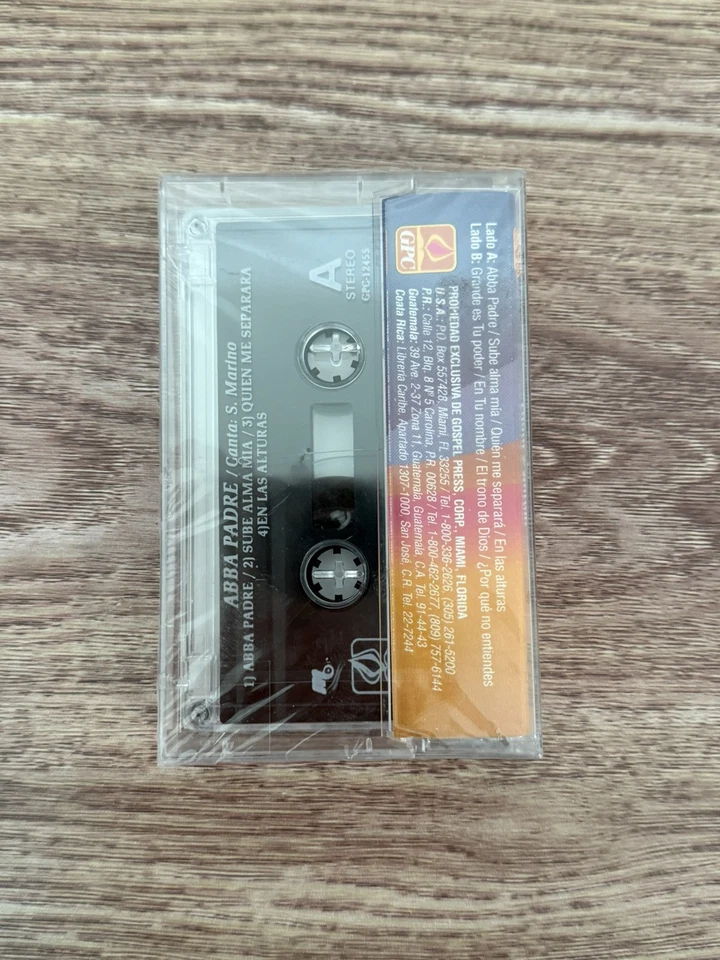 Lado A: Abba Padre / Sube alma mía / Quién me separará / En las alturas
Lado B: Grande es Tu poder / En Tu nombre / El trono de Dios / ¿Por qué no entiendes
GPC
PROPIEDAD EXCLUSIVA DE GOSPEL PRESS, CORP., MIAMI, FLORIDA
U.S.A.: P.O. Box 557428, Miami, FL 33255 / Tel. 1-800-336-2626, (305) 261-5200
P.R.: Calle 12, Blq. 8 Nº 5 Carolina, P.R. 00628 / Tel. 1-800-462-2677, (809) 757-6144
Guatemala: 39 Ave. 2-37 Zona 11, Guatemala, Guatemala, C.A. Tel. 91-44-43
Costa Rica: Librería Caribe, Apartado 1307-1000, San José, C.R. Tel. 22-7244
A
STEREO
GPC-12455
ABBA PADRE / Canta: S. Marino
1) ABBA PADRE / 2) SUBE ALMA MIA / 3) QUIEN ME SEPARARA
4)EN LAS ALTURAS